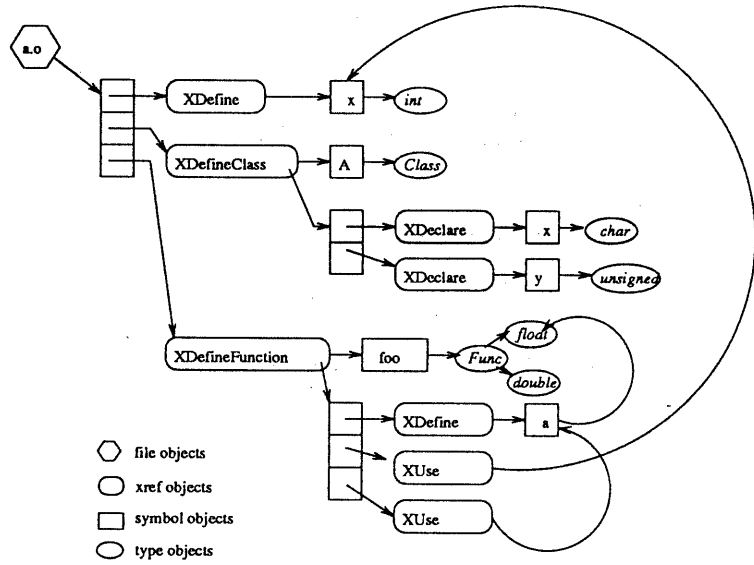 a.o
XDefine
x
int
XDefineClass
A
Class
XDeclare
x
char
XDeclare
y
unsigned
XDefineFunction
foo
Func
float
double
XDefine
a
XUse
XUse
file objects
xref objects
symbol objects
type objects